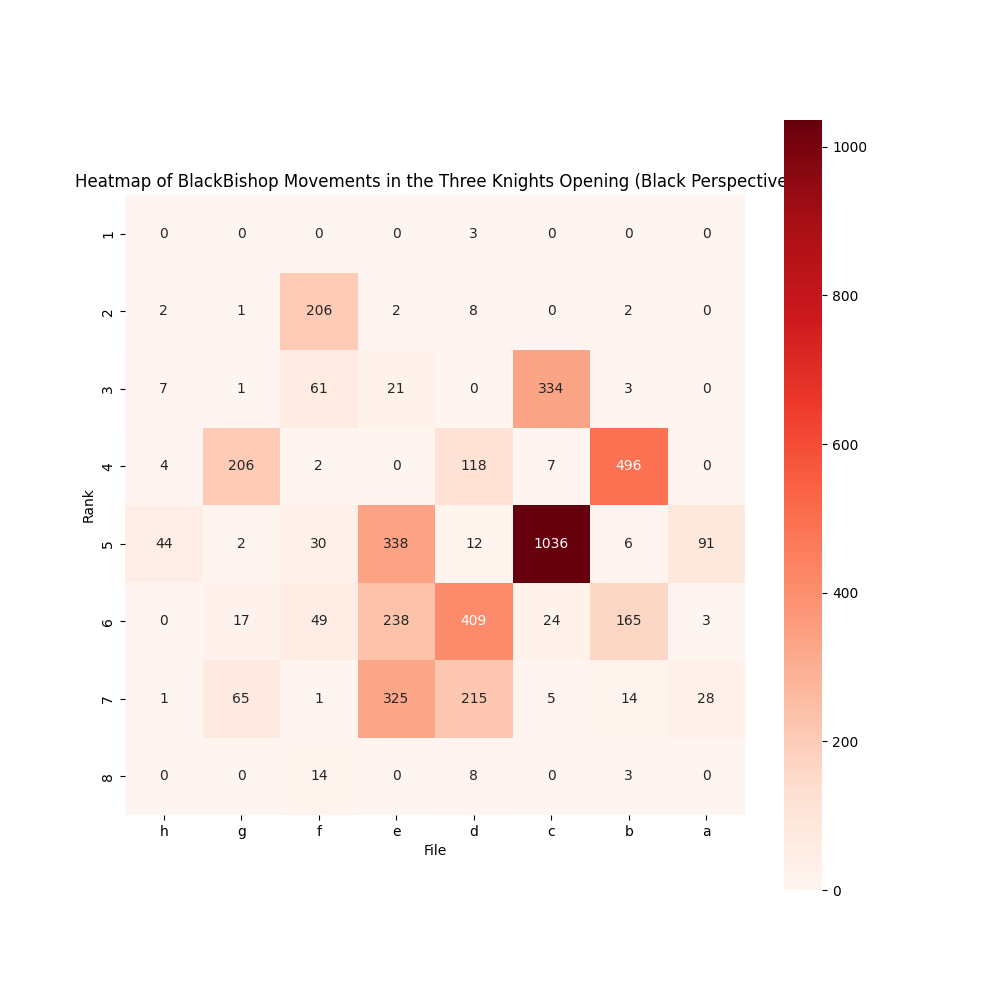 Heatmap of BlackBishop Movements in the Three Knights Opening (Black Perspective
1 0 0 0 0 3 0 0 0
2 2 1 206 2 8 0 2 0
3 7 1 61 21 0 334 3 0
4 4 206 2 0 118 7 496 0
5 44 2 30 338 12 1036 6 91
6 0 17 49 238 409 24 165 3
7 1 65 1 325 215 5 14 28
8 0 0 14 0 8 0 3 0
h g f e d c b a
File
Rank
1000
800
600
400
200
0